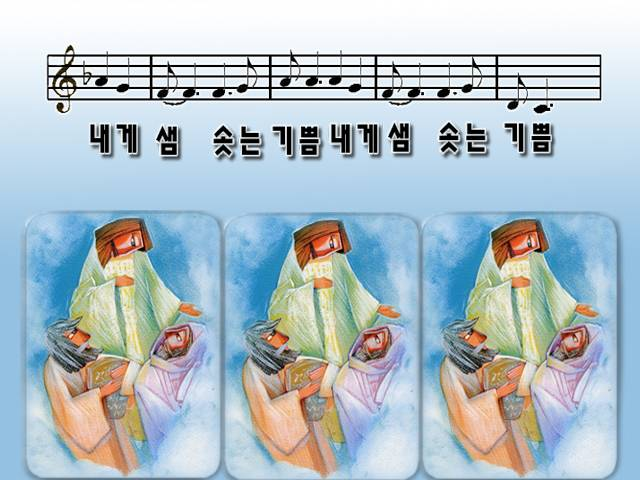 내게 샘 솟는 기쁨 내게 샘 솟는 기쁨